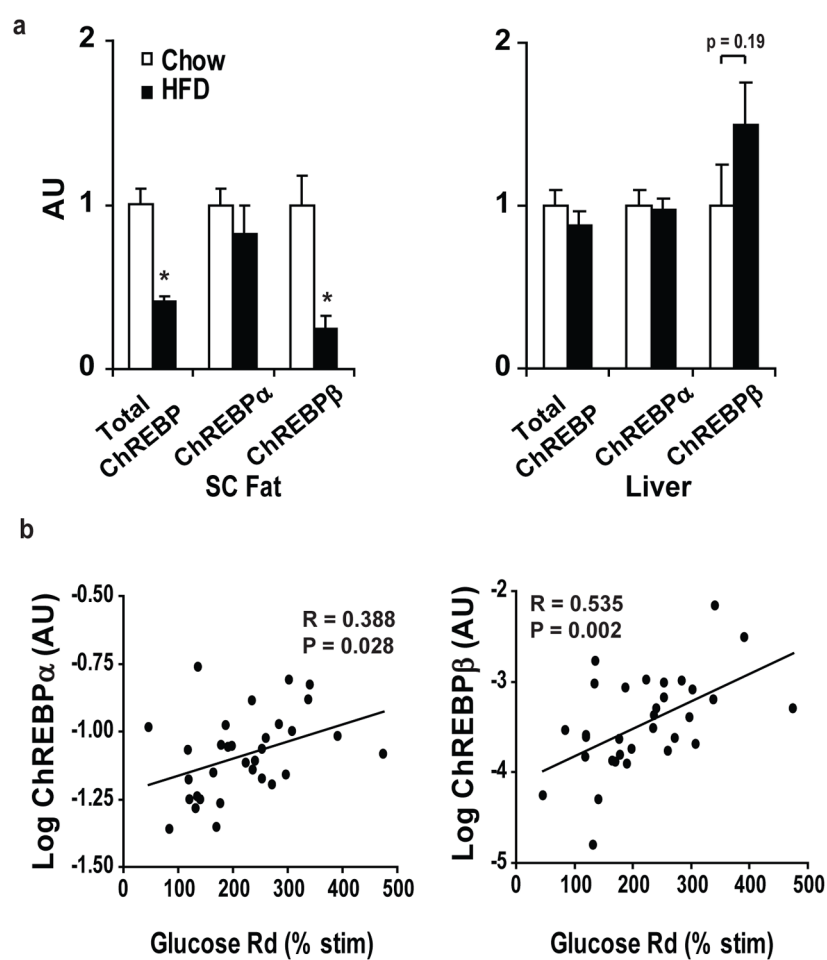 a
2
1
0
AU
Chow
HFD
*
*
Total
ChREBP
ChREBPα
ChREBPβ
SC Fat
2
1
0
p = 0.19
Total
ChREBP
ChREBPα
ChREBPβ
Liver
b
Log ChREBPα (AU)
-0.50
-0.75
-1.00
-1.25
-1.50
R = 0.388
P = 0.028
0 100 200 300 400 500
Glucose Rd (% stim)
Log ChREBPβ (AU)
-2
-3
-4
-5
R = 0.535
P = 0.002
0 100 200 300 400 500
Glucose Rd (% stim)